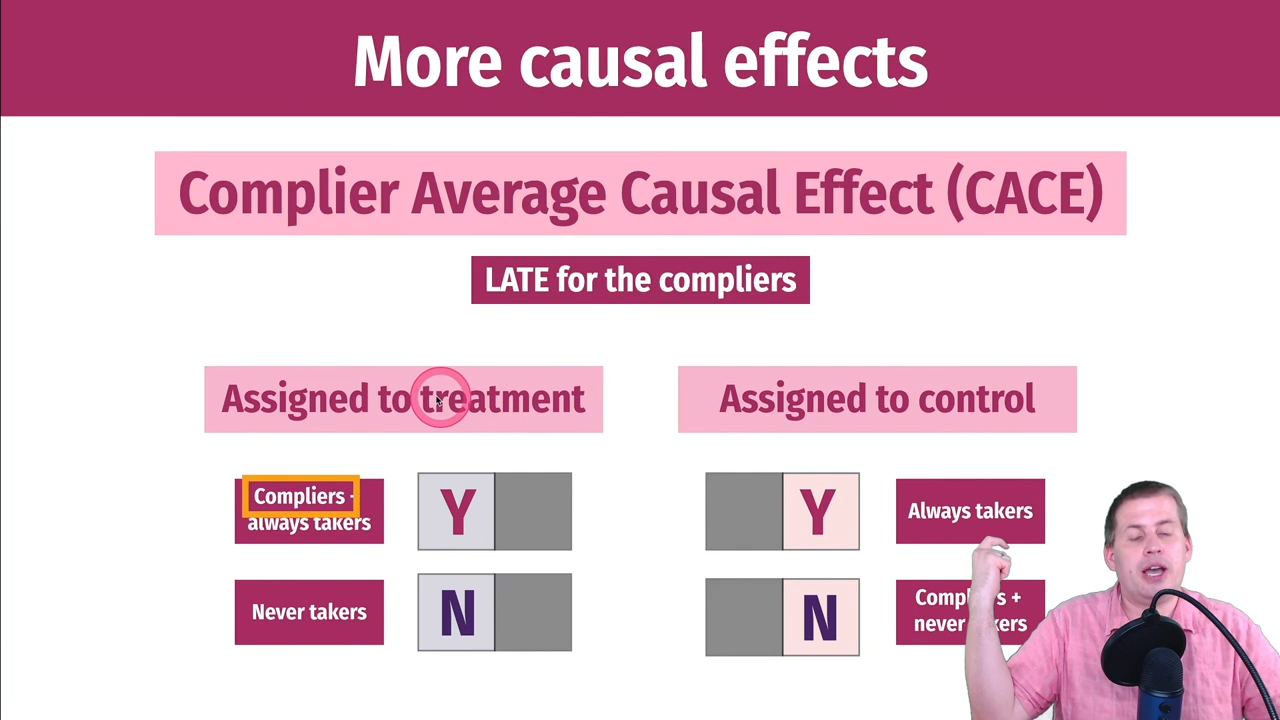 More causal effects
Complier Average Causal Effect (CACE)
LATE for the compliers
Assigned to treatment
Assigned to control
Compliers
always takers
Y
Y
Always takers
Never takers
N
N
+
never